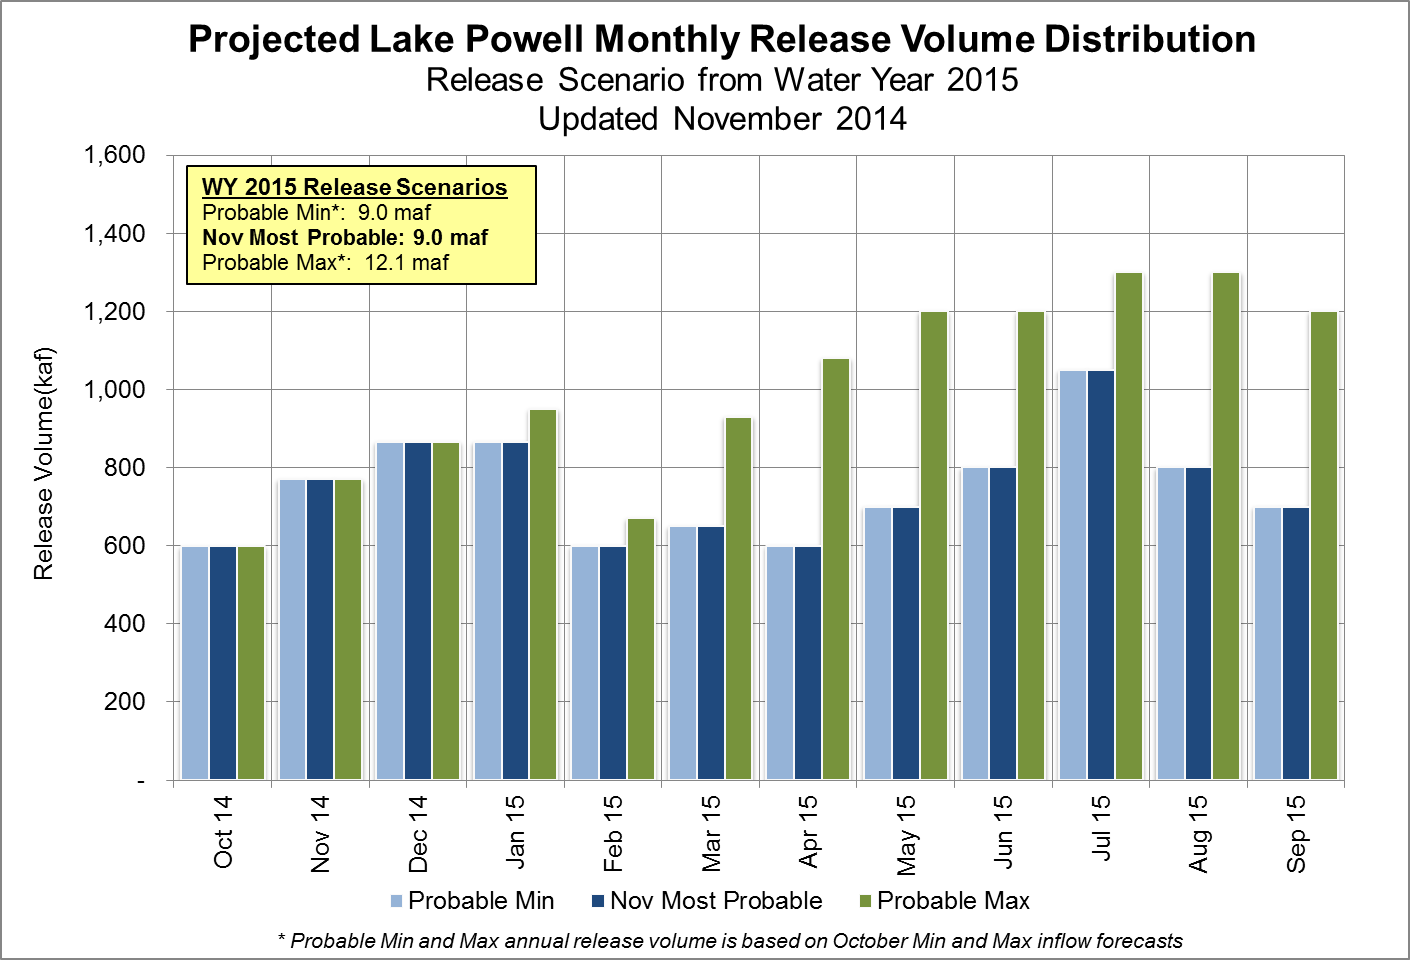 Projected Lake Powell Monthly Release Volume Distribution
Release Scenario from Water Year 2015
Updated November 2014
1,600
1,400
1,200
1,000
800
600
400
200
-
Release Volume(kaf)
WY 2015 Release Scenarios
Probable Min*: 9.0 maf
Nov Most Probable: 9.0 maf
Probable Max*: 12.1 maf
Oct 14
Nov 14
Dec 14
Jan 15
Feb 15
Mar 15
Apr 15
May 15
Jun 15
Jul 15
Aug 15
Sep 15
Probable Min
Nov Most Probable
Probable Max
* Probable Min and Max annual release volume is based on October Min and Max inflow forecasts